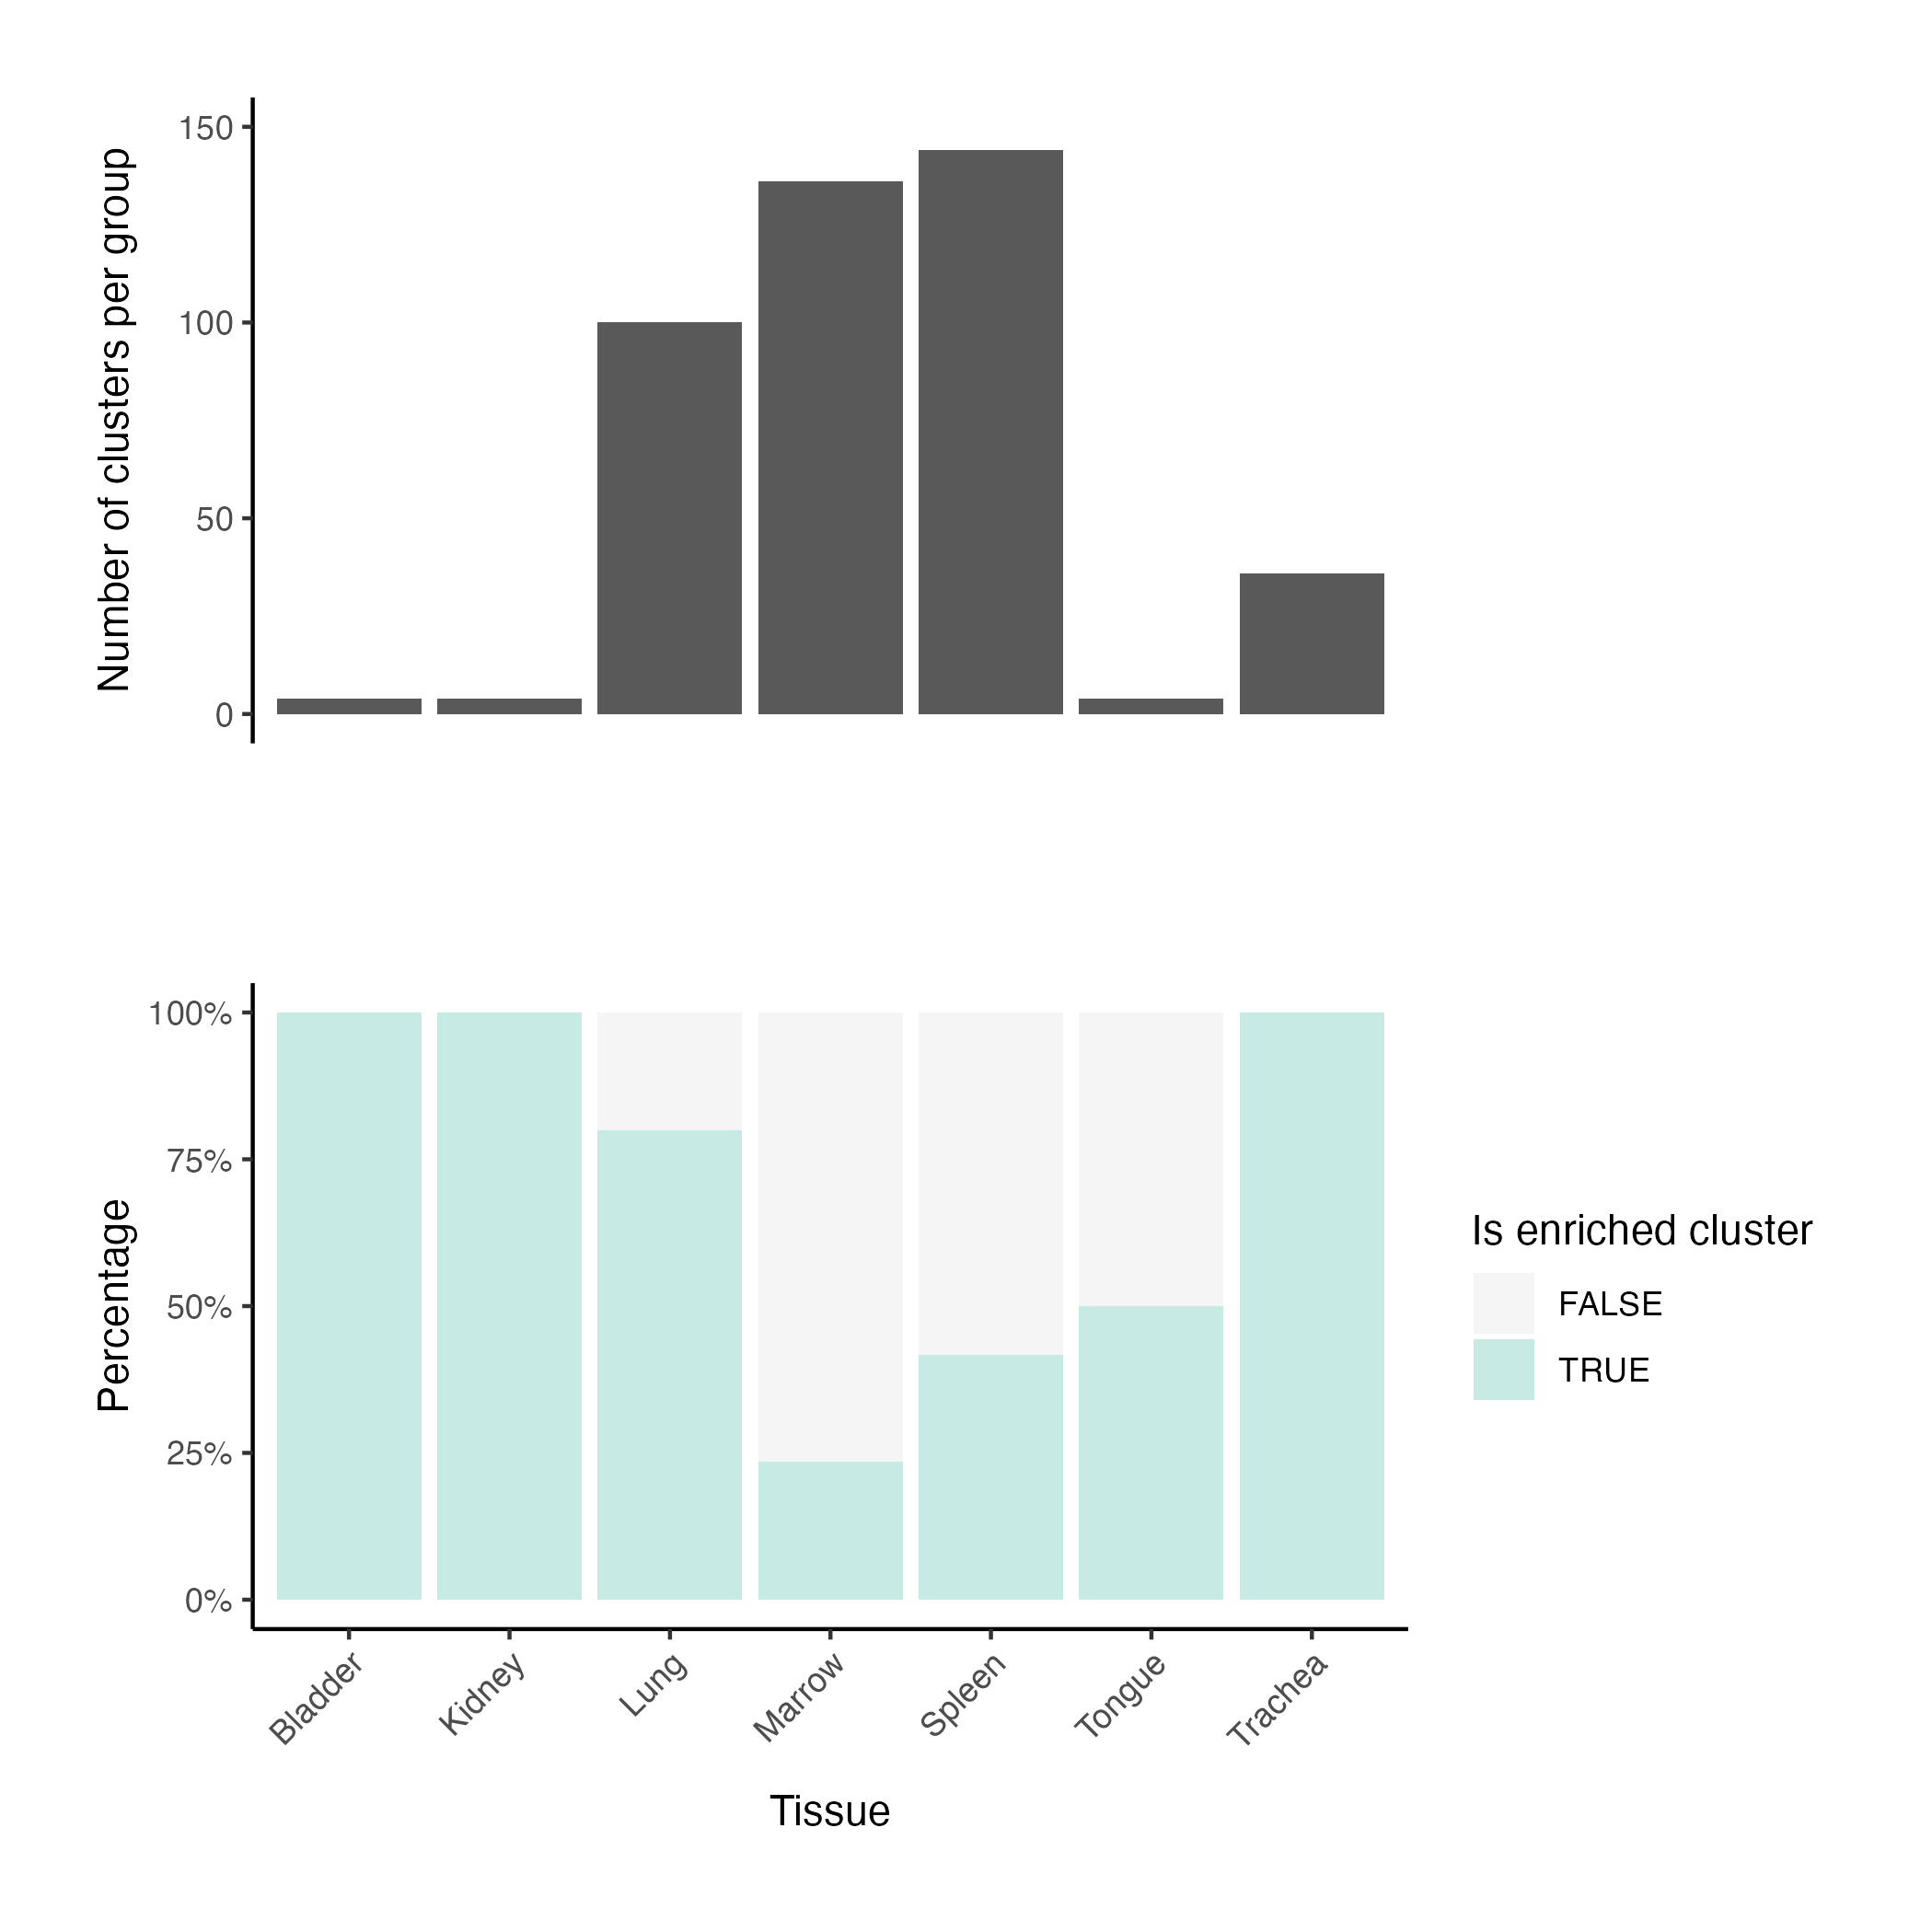 Number of clusters per group
150
100
50
0
Percentage
100%
75%
50%
25%
0%
Bladder
Kidney
Lung
Marrow
Spleen
Tongue
Trachea
Tissue
Is enriched cluster
FALSE
TRUE